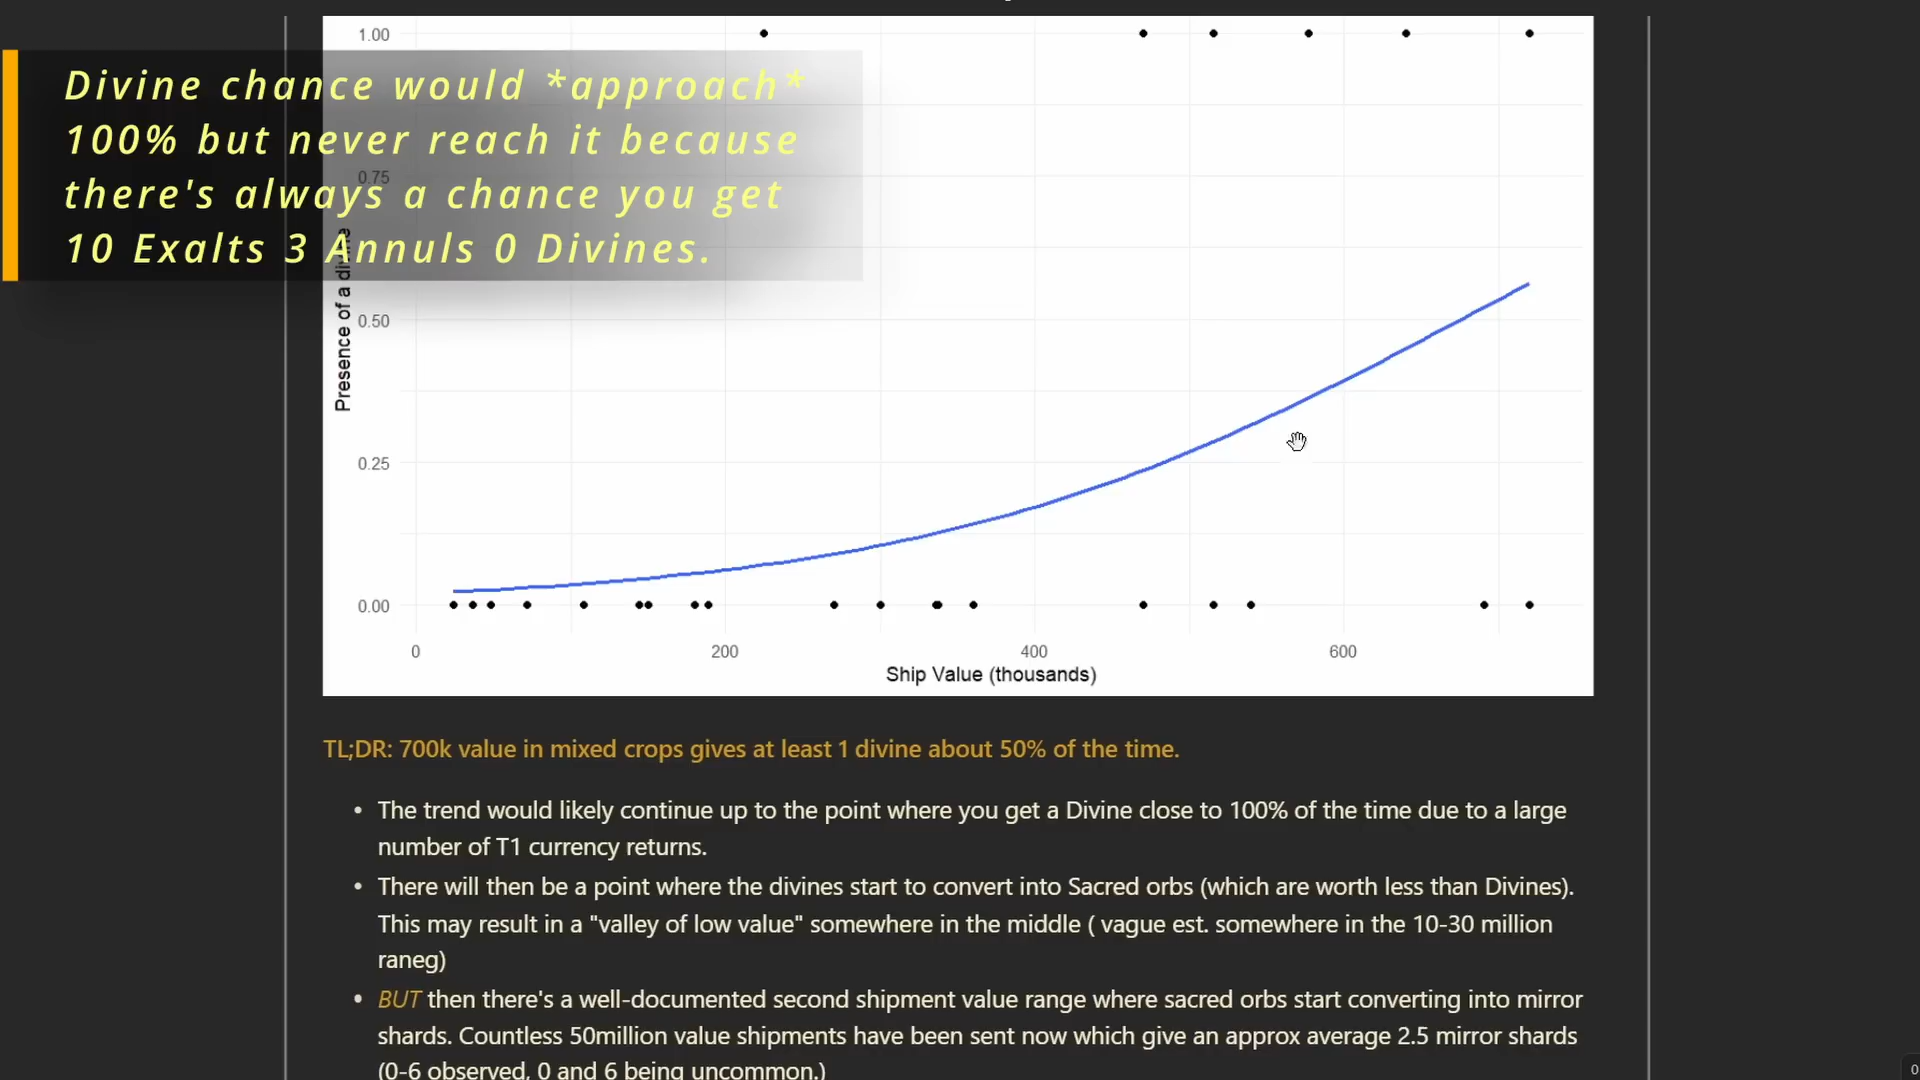 Divine chance would *approach*
100% but never reach it because
there's always a chance you get
10 Exalts 3 Annuls 0 Divines.
1.00
0.75
0.50
0.25
0.00
Presence of a divine
0 200 400 600
Ship Value (thousands)
TL;DR: 700k value in mixed crops gives at least 1 divine about 50% of the time.
• The trend would likely continue up to the point where you get a Divine close to 100% of the time due to a large
number of T1 currency returns.
• There will then be a point where the divines start to convert into Sacred orbs (which are worth less than Divines).
This may result in a "valley of low value" somewhere in the middle ( vague est. somewhere in the 10-30 million
raneg)
• BUT then there's a well-documented second shipment value range where sacred orbs start converting into mirror
shards. Countless 50million value shipments have been sent now which give an approx average 2.5 mirror shards
(0-6 observed, 0 and 6 being uncommon.)
0